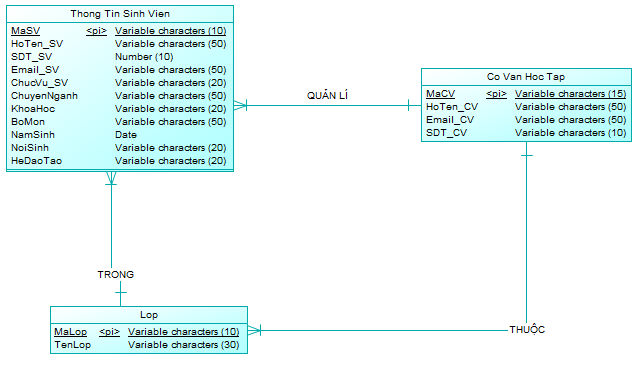 Thong Tin Sinh Vien
MaSV <pi> Variable characters (10)
HoTen_SV Variable characters (50)
SDT_SV Number (10)
Email_SV Variable characters (50)
ChucVu_SV Variable characters (20)
ChuyenNganh Variable characters (50)
KhoaHoc Variable characters (20)
BoMon Variable characters (50)
NamSinh Date
NoiSinh Variable characters (20)
HeDaoTao Variable characters (20)
QUẢN LÍ
Co Van Hoc Tap
MaCV <pi> Variable characters (15)
HoTen_CV Variable characters (50)
Email_CV Variable characters (50)
SDT_CV Variable characters (10)
TRONG
Lop
MaLop <pi> Variable characters (10)
TenLop Variable characters (30)
THUỘC